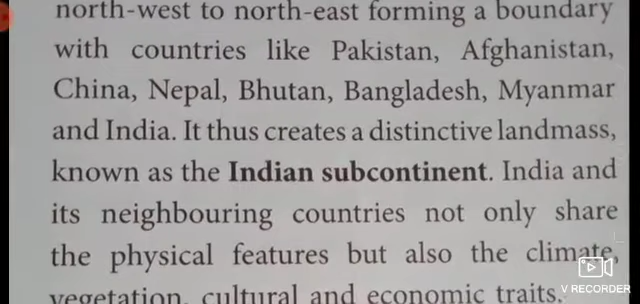 north-west to north-east forming a boundary
with countries like Pakistan, Afghanistan,
China, Nepal, Bhutan, Bangladesh, Myanmar
and India. It thus creates a distinctive landmass,
known as the Indian subcontinent. India and
its neighbouring countries not only share
the physical features but also the climate,
vegetation, cultural and economic traits.
V RECORDER